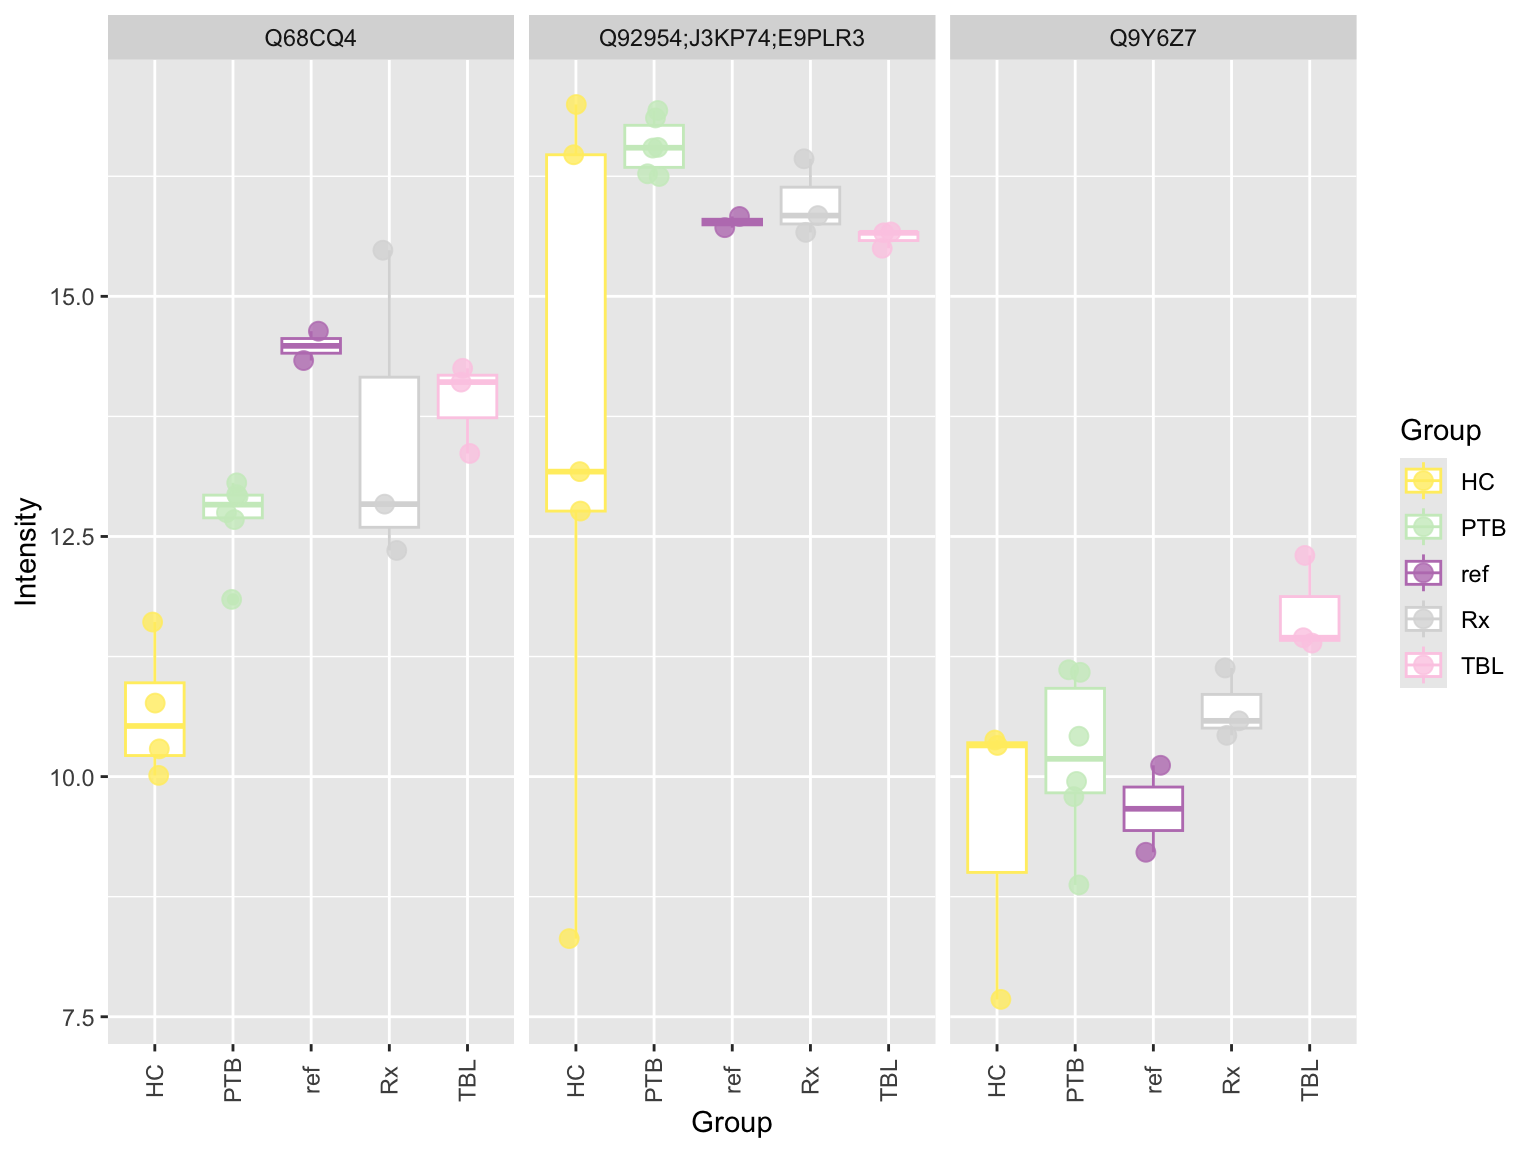 Q68CQ4
Q92954;J3KP74;E9PLR3
Q9Y6Z7
Intensity
15.0
12.5
10.0
7.5
HC PTB ref Rx TBL
HC PTB ref Rx TBL
HC PTB ref Rx TBL
Group
Group
HC
PTB
ref
Rx
TBL